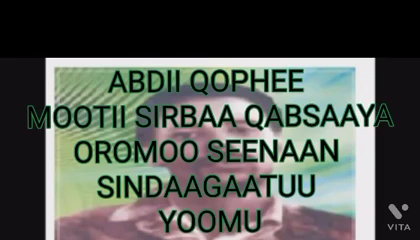 ABDII QOPHEE
MOOTII SIRBAA QABSAAYA
OROMOO SEENAAN
SINDAAGAATUU
YOOMU
VITA